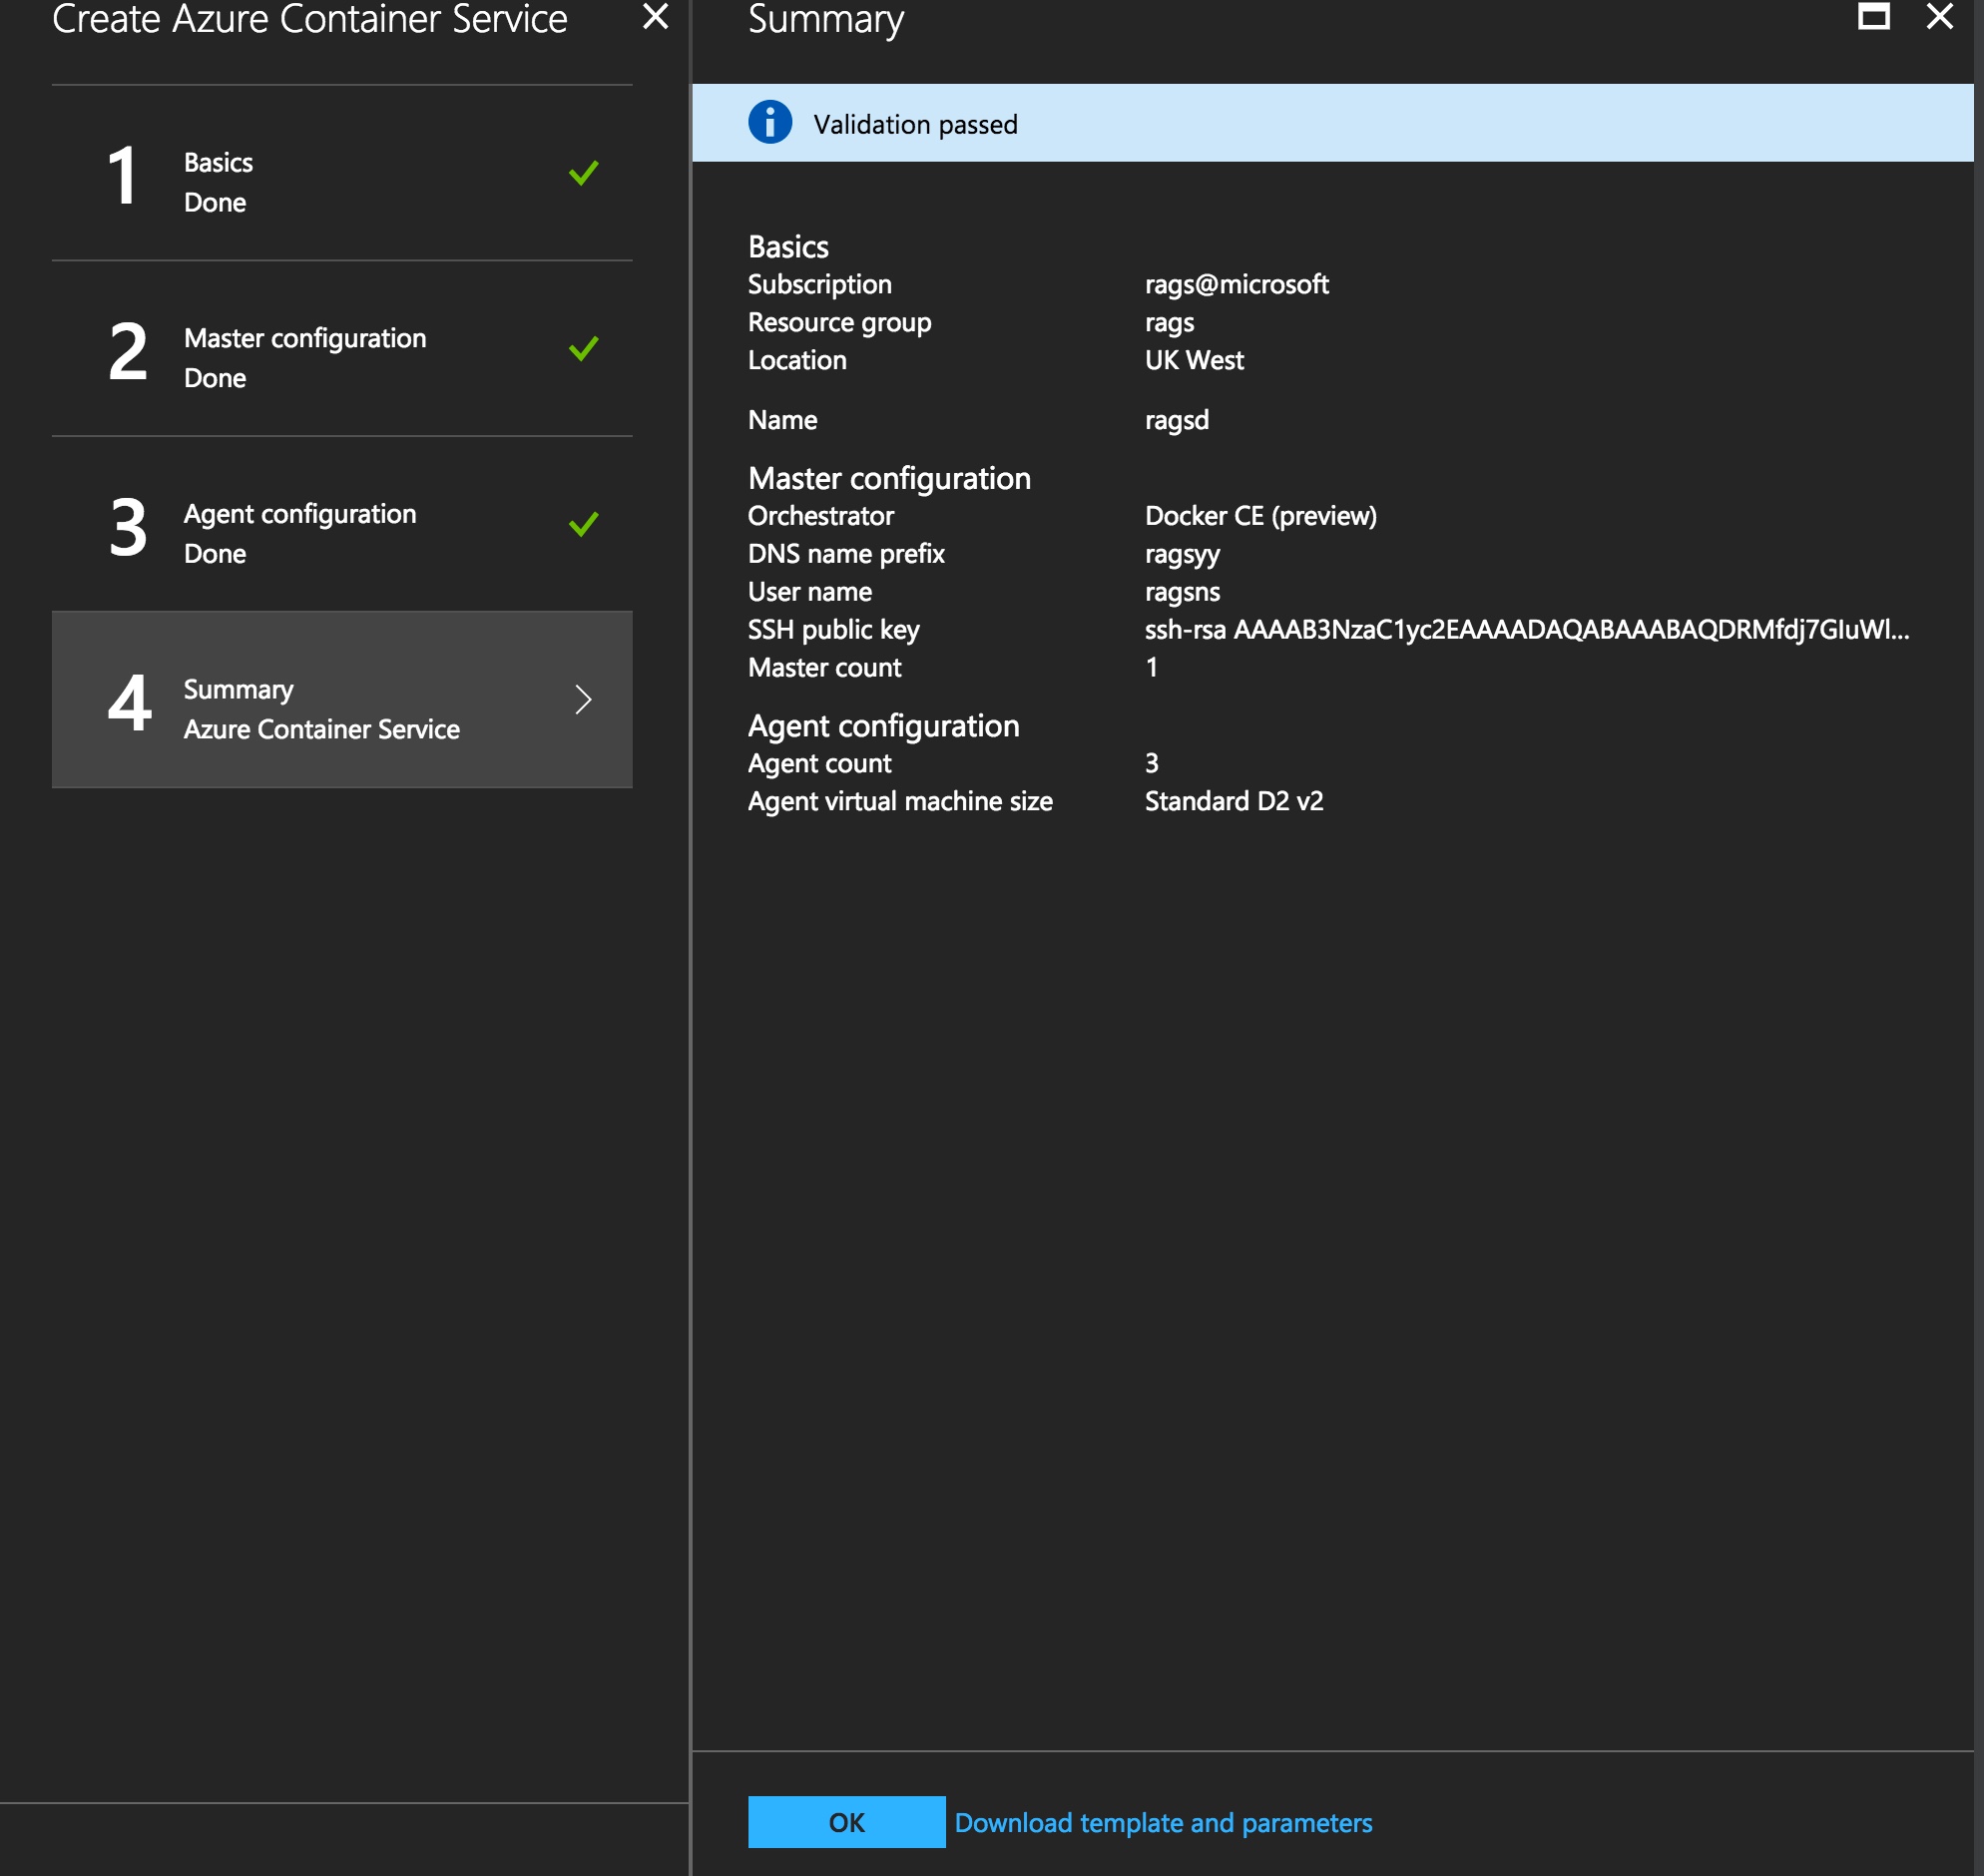 Create Azure Container Service
1
Basics
Done
2
Master configuration
Done
3
Agent configuration
Done
4
Summary
Azure Container Service
Summary
Validation passed
Basics
Subscription rags@microsoft
Resource group rags
Location UK West
Name ragsd
Master configuration
Orchestrator Docker CE (preview)
DNS name prefix ragsyy
User name ragsns
SSH public key ssh-rsa AAAAB3NzaC1yc2EAAAADAQABAAABAQDRMfdj7GIuWl...
Master count 1
Agent configuration
Agent count 3
Agent virtual machine size Standard D2 v2
OK Download template and parameters